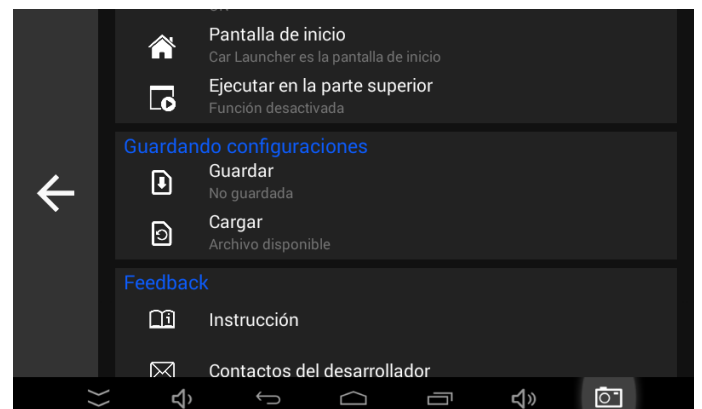 Pantalla de inicio
Car Launcher es la pantalla de inicio
Ejecutar en la parte superior
Función desactivada
Guardando configuraciones
Guardar
No guardada
Cargar
Archivo disponible
Feedback
Instrucción
Contactos del desarrollador